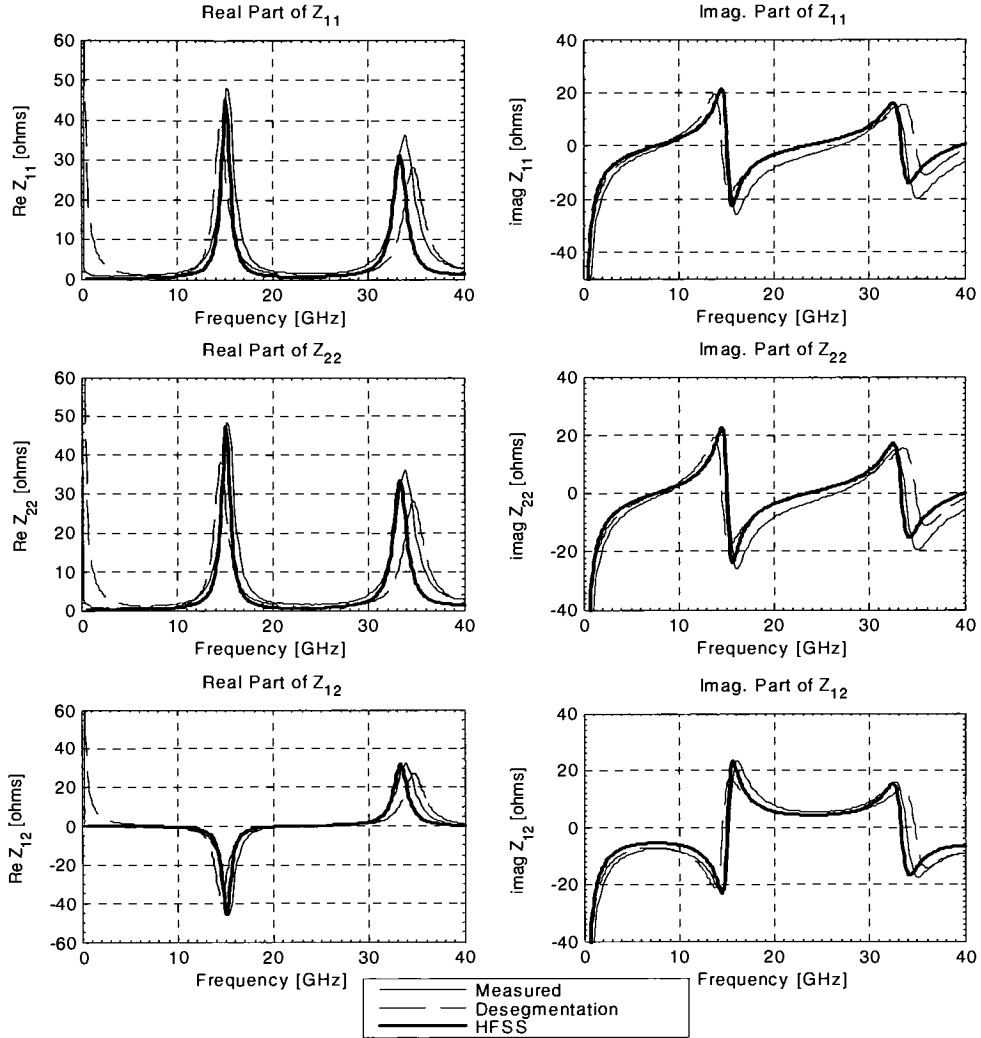 Real Part of Z11
60
50
40
30
20
10
0
0 10 20 30 40
Re Z11 [ohms]
Frequency [GHz]
Imag. Part of Z11
40
20
0
-20
-40
0 10 20 30 40
imag Z11 [ohms]
Frequency [GHz]
Real Part of Z22
60
50
40
30
20
10
0
0 10 20 30 40
Re Z22 [ohms]
Frequency [GHz]
Imag. Part of Z22
40
20
0
-20
-40
0 10 20 30 40
imag Z22 [ohms]
Frequency [GHz]
Real Part of Z12
60
40
20
0
-20
-40
-60
0 10 20 30 40
Re Z12 [ohms]
Frequency [GHz]
Imag. Part of Z12
40
20
0
-20
-40
0 10 20 30 40
imag Z12 [ohms]
Frequency [GHz]
Measured
Desegmentation
HFSS